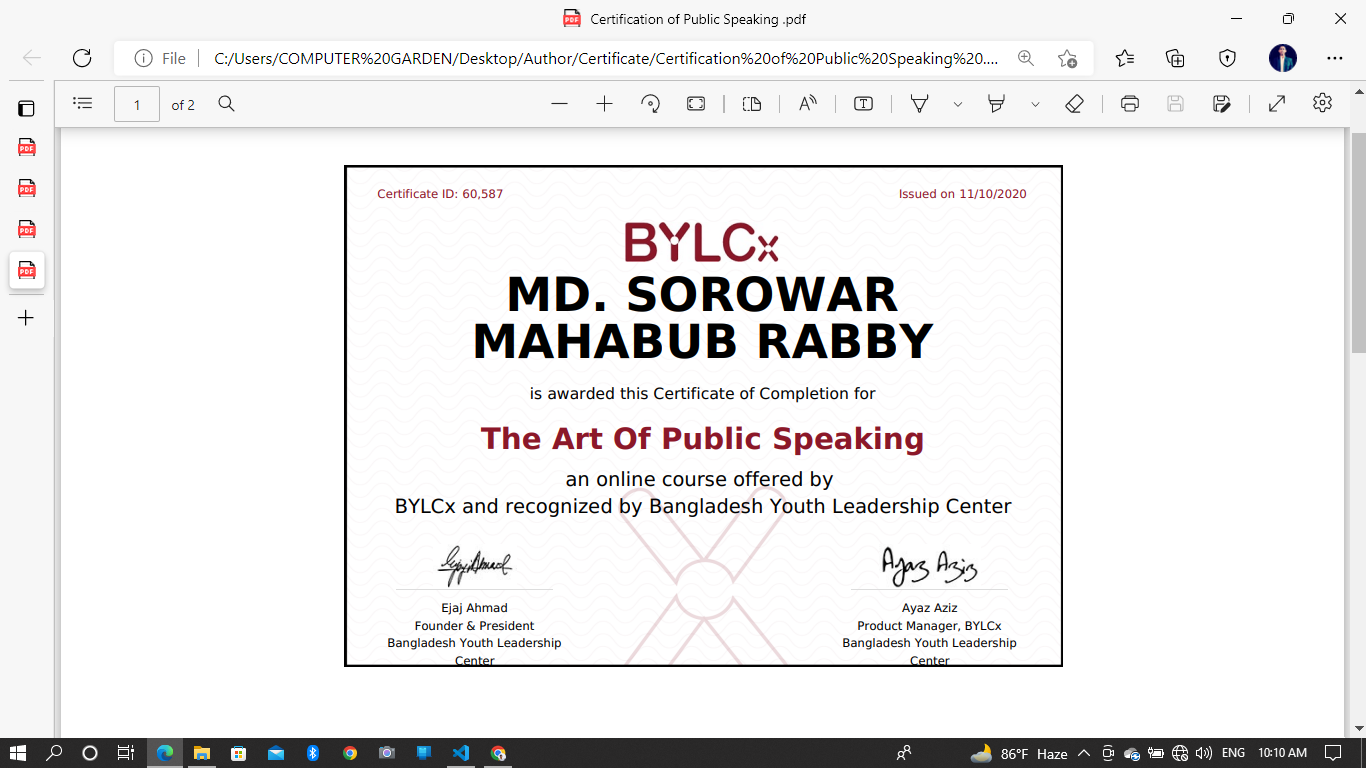 Certification of Public Speaking .pdf
File
C:/Users/COMPUTER%20GARDEN/Desktop/Author/Certificate/Certification%20of%20Public%20Speaking%20....
1 of 2
Certificate ID: 60,587
Issued on 11/10/2020
BYLCx
MD. SOROWAR
MAHABUB RABBY
is awarded this Certificate of Completion for
The Art Of Public Speaking
an online course offered by
BYLCx and recognized by Bangladesh Youth Leadership Center
Ejaj Ahmad
Ayaz Aziz
Ejaj Ahmad
Founder & President
Bangladesh Youth Leadership
Center
Ayaz Aziz
Product Manager, BYLCx
Bangladesh Youth Leadership
Center
86°F Haze
ENG
10:10 AM